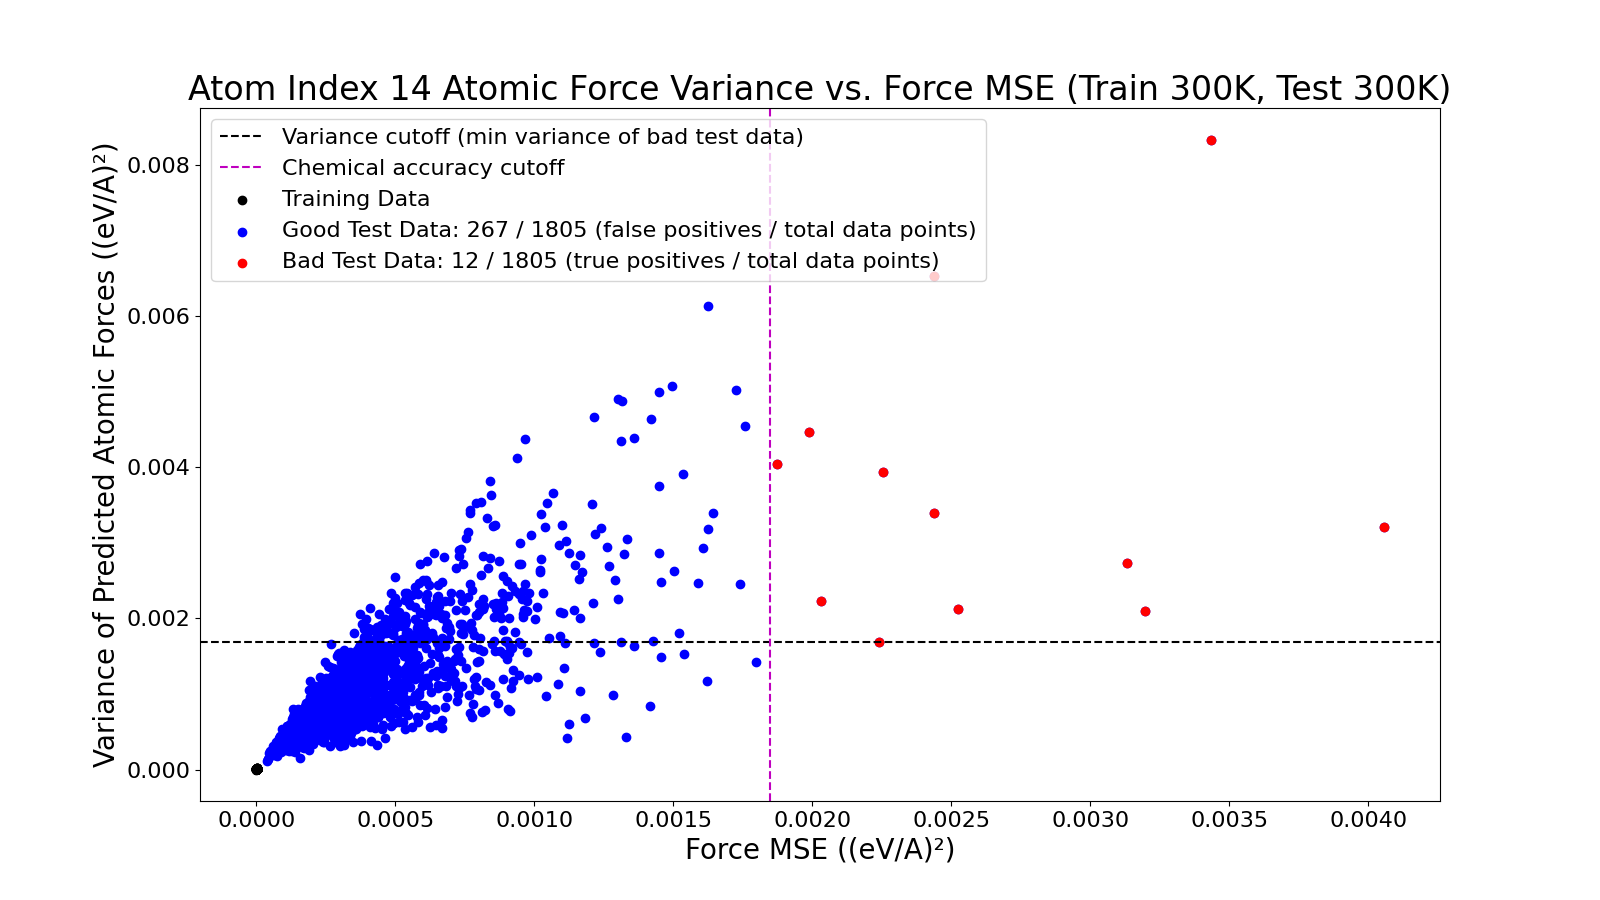 Atom Index 14 Atomic Force Variance vs. Force MSE (Train 300K, Test 300K)
Variance cutoff (min variance of bad test data)
Chemical accuracy cutoff
Training Data
Good Test Data: 267 / 1805 (false positives / total data points)
Bad Test Data: 12 / 1805 (true positives / total data points)
Variance of Predicted Atomic Forces ((eV/A)²)
0.008
0.006
0.004
0.002
0.000
0.0000 0.0005 0.0010 0.0015 0.0020 0.0025 0.0030 0.0035 0.0040
Force MSE ((eV/A)²)